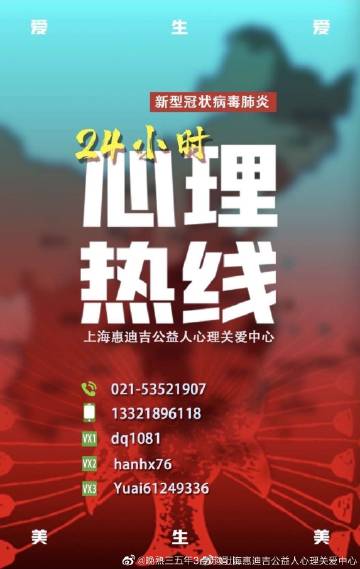 爱 生 美
新型冠状病毒肺炎
24小时
心理
热线
上海惠迪吉公益人心理关爱中心
021-53521907
13321896118
VX1 dq1081
VX2 hanhx76
VX3 Yuai61249336
美 生 爱
上海惠迪吉公益人心理关爱中心